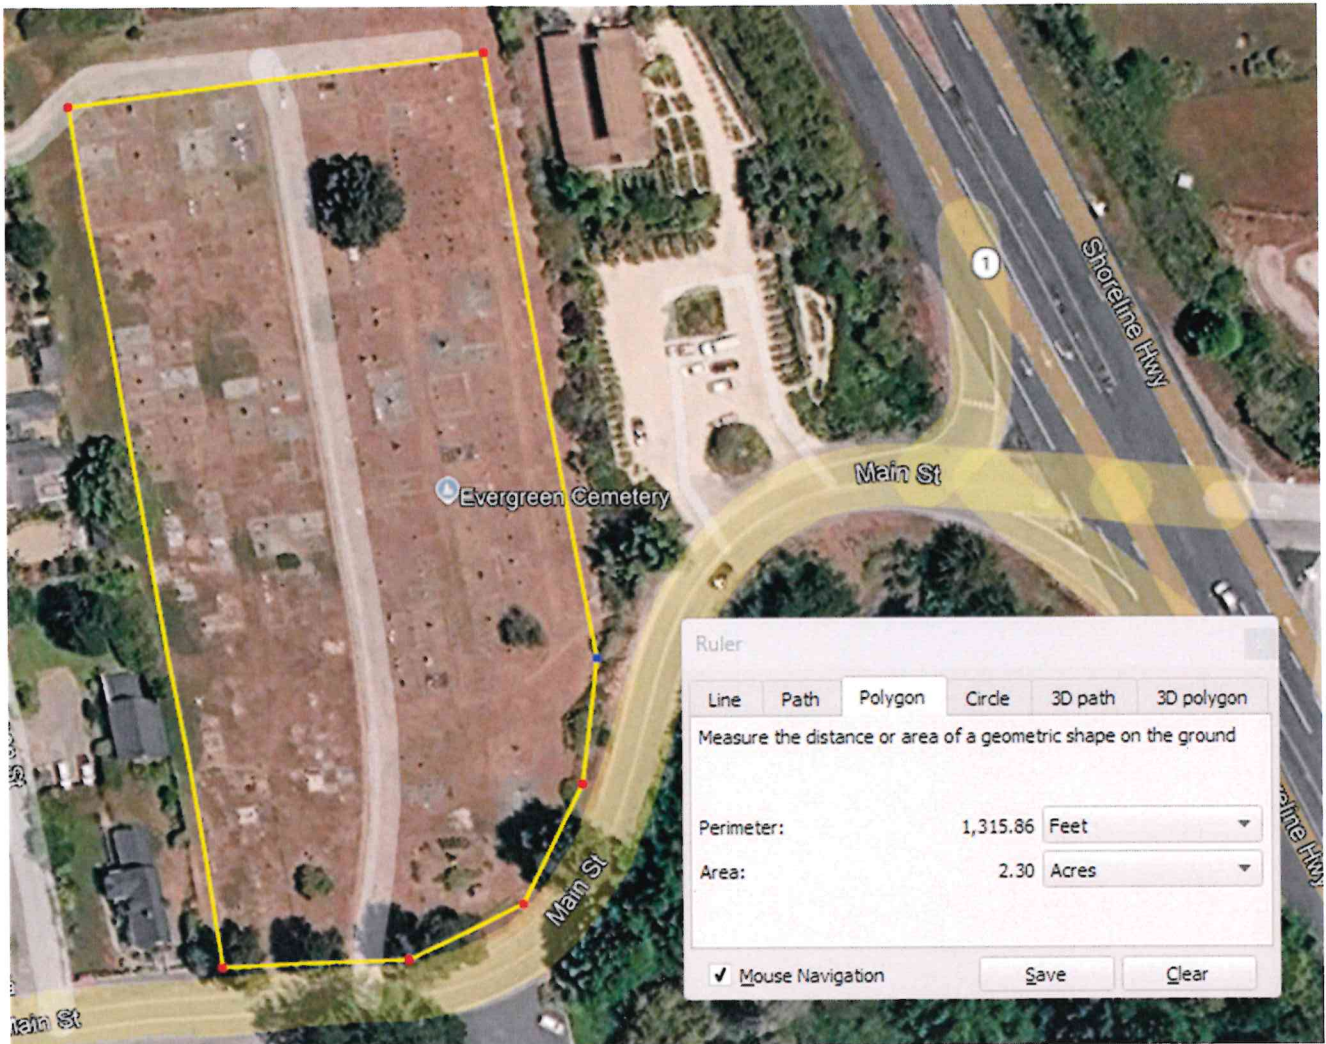 1
Shoreline Hwy
Main St
Evergreen Cemetery
Ruler
Line Path Polygon Circle 3D path 3D polygon
Measure the distance or area of a geometric shape on the ground
Perimeter: 1,315.86 Feet
Area: 2.30 Acres
Mouse Navigation Save Clear
Main St
reline Hwy
Main St